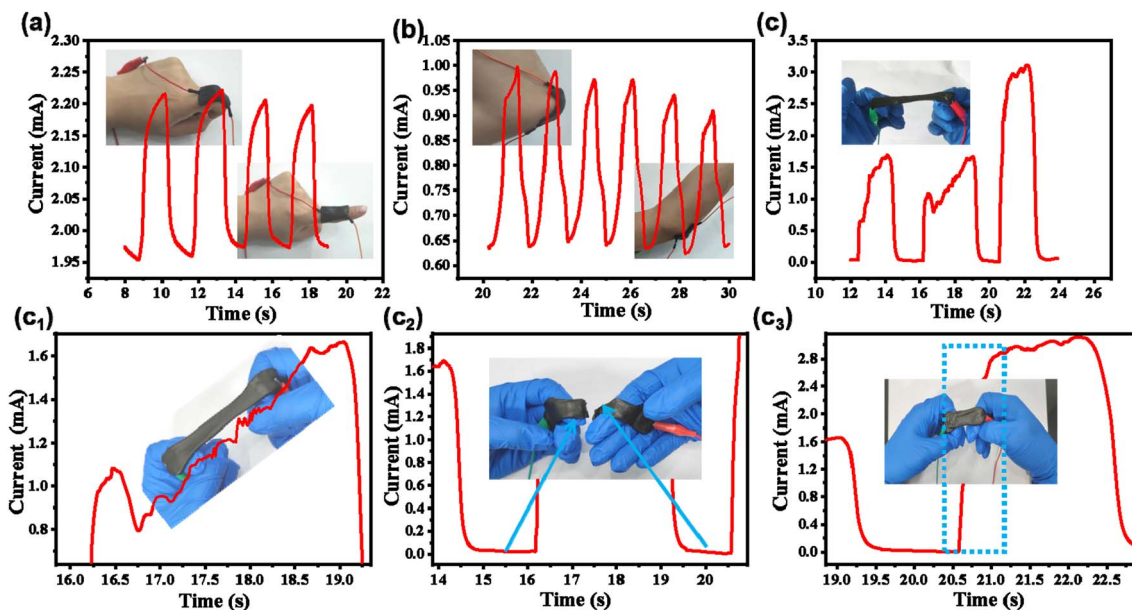 (a)
2.30
2.25
2.20
2.15
2.10
2.05
2.00
1.95
Current (mA)
6 8 10 12 14 16 18 20 22
Time (s)
(b)
1.05
1.00
0.95
0.90
0.85
0.80
0.75
0.70
0.65
0.60
Current (mA)
20 22 24 26 28 30
Time (s)
(c)
3.5
3.0
2.5
2.0
1.5
1.0
0.5
0.0
Current (mA)
10 12 14 16 18 20 22 24 26
Time (s)
(c1)
1.6
1.4
1.2
1.0
0.8
Current (mA)
16.0 16.5 17.0 17.5 18.0 18.5 19.0
Time (s)
(c2)
1.8
1.6
1.4
1.2
1.0
0.8
0.6
0.4
0.2
0.0
Current (mA)
14 15 16 17 18 19 20
Time (s)
(c3)
2.8
2.4
2.0
1.6
1.2
0.8
0.4
0.0
Current (mA)
19.0 19.5 20.0 20.5 21.0 21.5 22.0 22.5
Time (s)